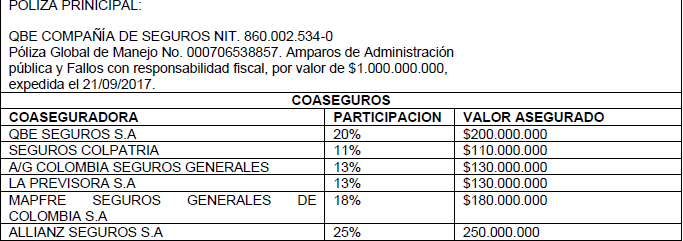 POLIZA PRINICIPAL:
QBE COMPAÑÍA DE SEGUROS NIT. 860.002.534-0
Póliza Global de Manejo No. 000706538857. Amparos de Administración
pública y Fallos con responsabilidad fiscal, por valor de $1.000.000.000,
expedida el 21/09/2017.
COASEGUROS
COASEGURADORA PARTICIPACION VALOR ASEGURADO
QBE SEGUROS S.A 20% $200.000.000
SEGUROS COLPATRIA 11% $110.000.000
A/G COLOMBIA SEGUROS GENERALES 13% $130.000.000
LA PREVISORA S.A 13% $130.000.000
MAPFRE SEGUROS GENERALES DE 18% $180.000.000
COLOMBIA S.A
ALLIANZ SEGUROS S.A 25% 250.000.000